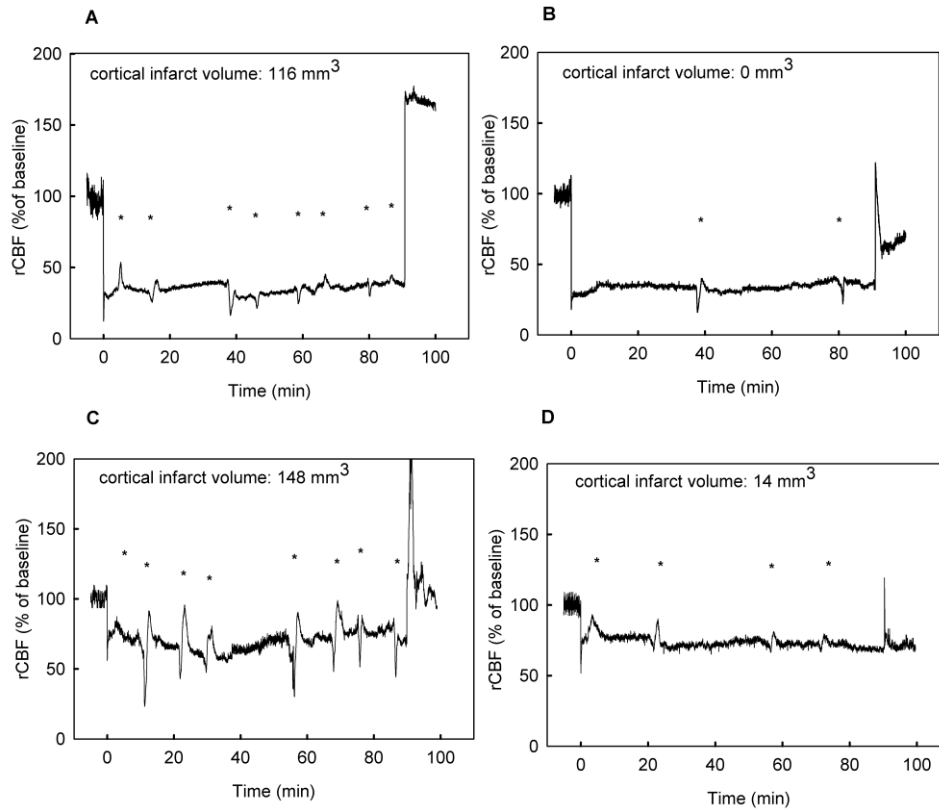 A
cortical infarct volume: 116 mm3
rCBF (%of baseline)
200
150
100
50
0
* * * * * * * *
0 20 40 60 80 100
Time (min)
B
cortical infarct volume: 0 mm3
rCBF (% of baseline)
200
150
100
50
0
* *
0 20 40 60 80 100
Time (min)
C
cortical infarct volume: 148 mm3
rCBF (% of baseline)
200
150
100
50
0
* * * * * * * *
0 20 40 60 80 100
Time (min)
D
cortical infarct volume: 14 mm3
rCBF (% of baseline)
200
150
100
50
0
* * * *
0 20 40 60 80 100
Time (min)